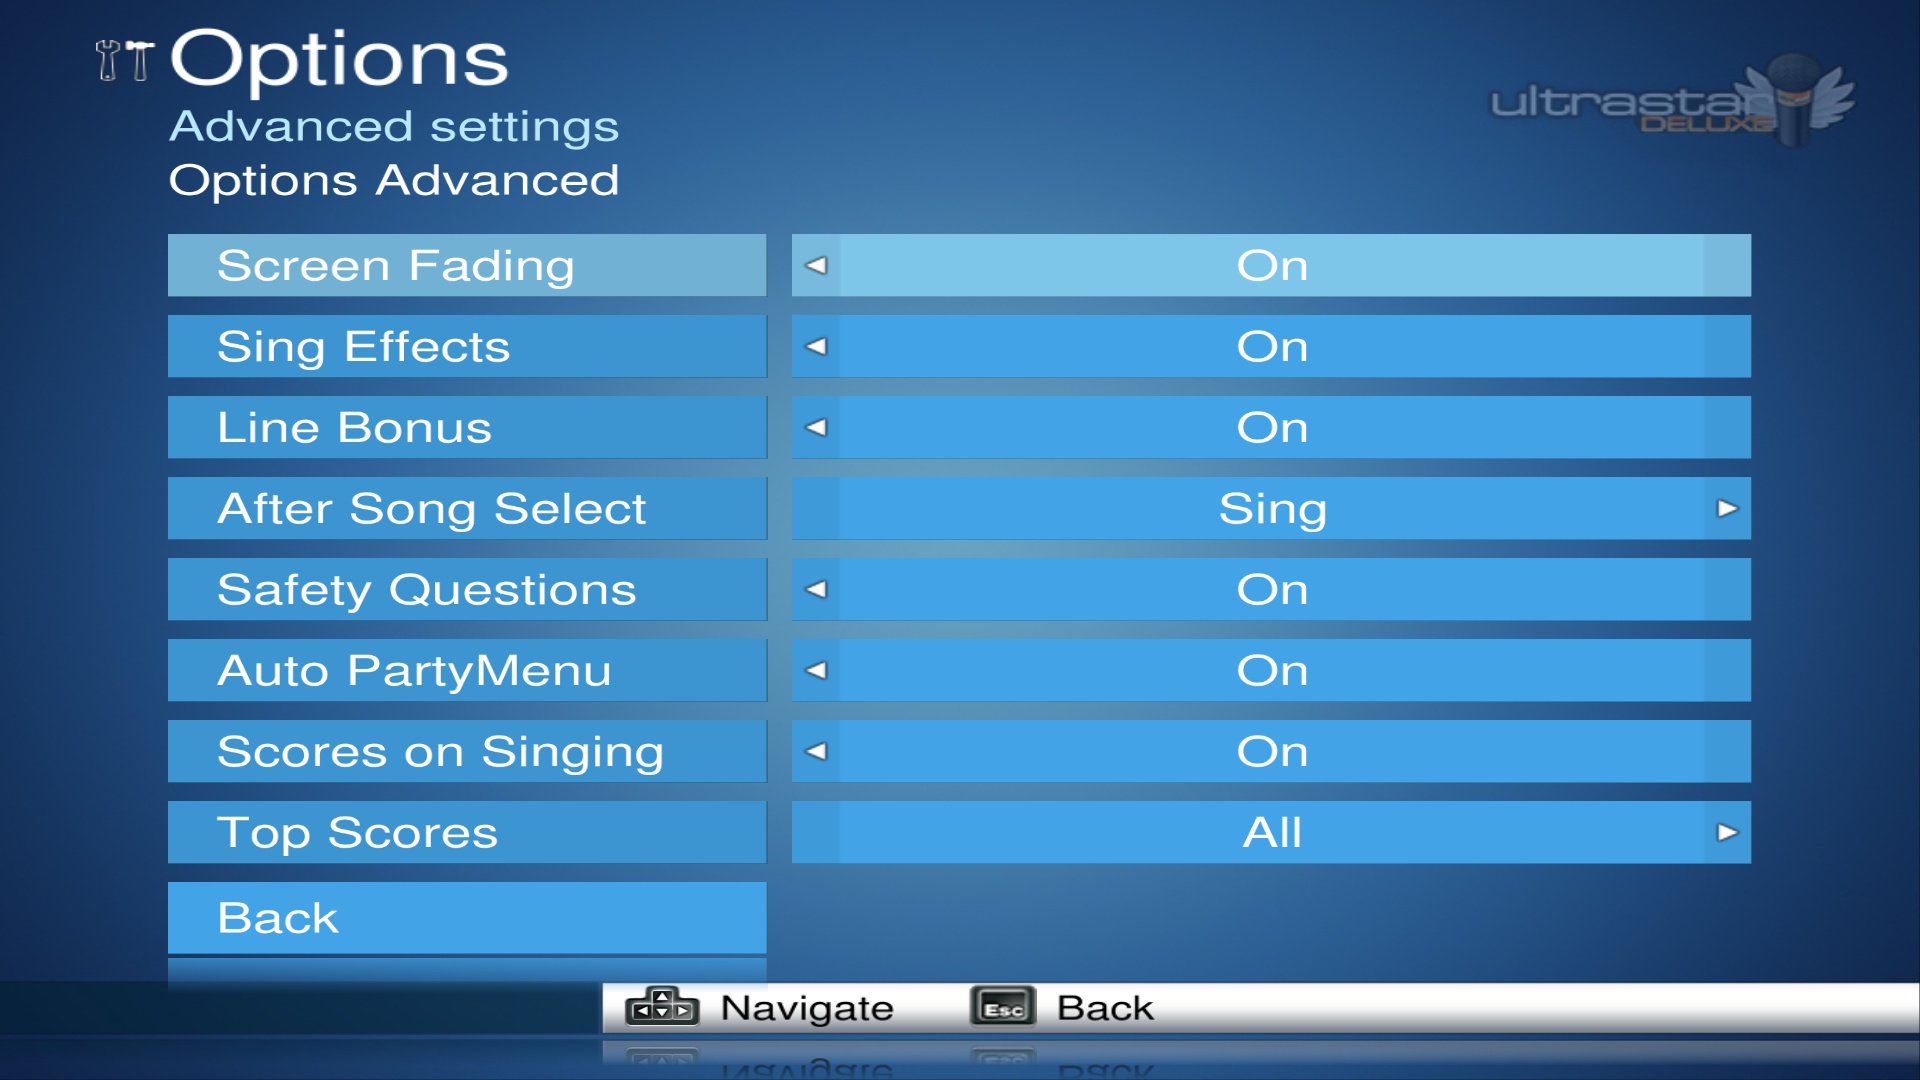 Options
ultrastar
DELUXE
Advanced settings
Options Advanced
Screen Fading On
Sing Effects On
Line Bonus On
After Song Select Sing
Safety Questions On
Auto PartyMenu On
Scores on Singing On
Top Scores All
Back
Navigate Esc Back